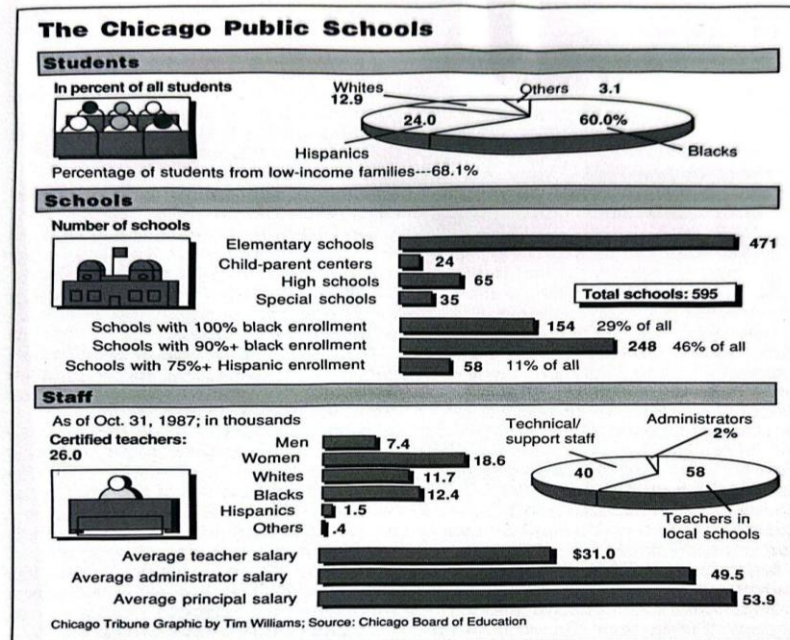 The Chicago Public Schools
Students
In percent of all students
Whites
12.9
Others 3.1
24.0
60.0%
Hispanics
Blacks
Percentage of students from low-income families---68.1%
Schools
Number of schools
Elementary schools 471
Child-parent centers 24
High schools 65
Special schools 35
Total schools: 595
Schools with 100% black enrollment 154 29% of all
Schools with 90%+ black enrollment 248 46% of all
Schools with 75%+ Hispanic enrollment 58 11% of all
Staff
As of Oct. 31, 1987; in thousands
Certified teachers:
26.0
Men 7.4
Women 18.6
Whites 11.7
Blacks 12.4
Hispanics 1.5
Others .4
Technical/
support staff
Administrators
2%
40
58
Teachers in
local schools
Average teacher salary $31.0
Average administrator salary 49.5
Average principal salary 53.9
Chicago Tribune Graphic by Tim Williams; Source: Chicago Board of Education